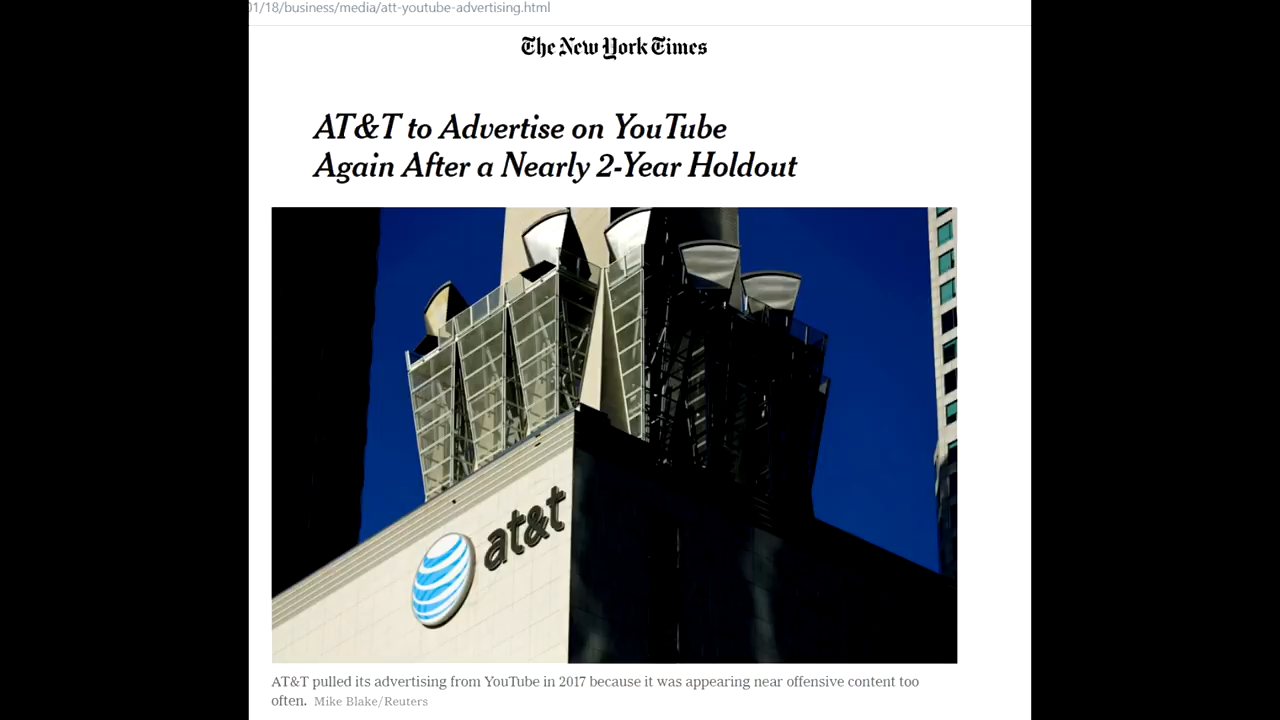 01/18/business/media/att-youtube-advertising.html
The New York Times
AT&T to Advertise on YouTube
Again After a Nearly 2-Year Holdout
at&t
AT&T pulled its advertising from YouTube in 2017 because it was appearing near offensive content too
often. Mike Blake/Reuters